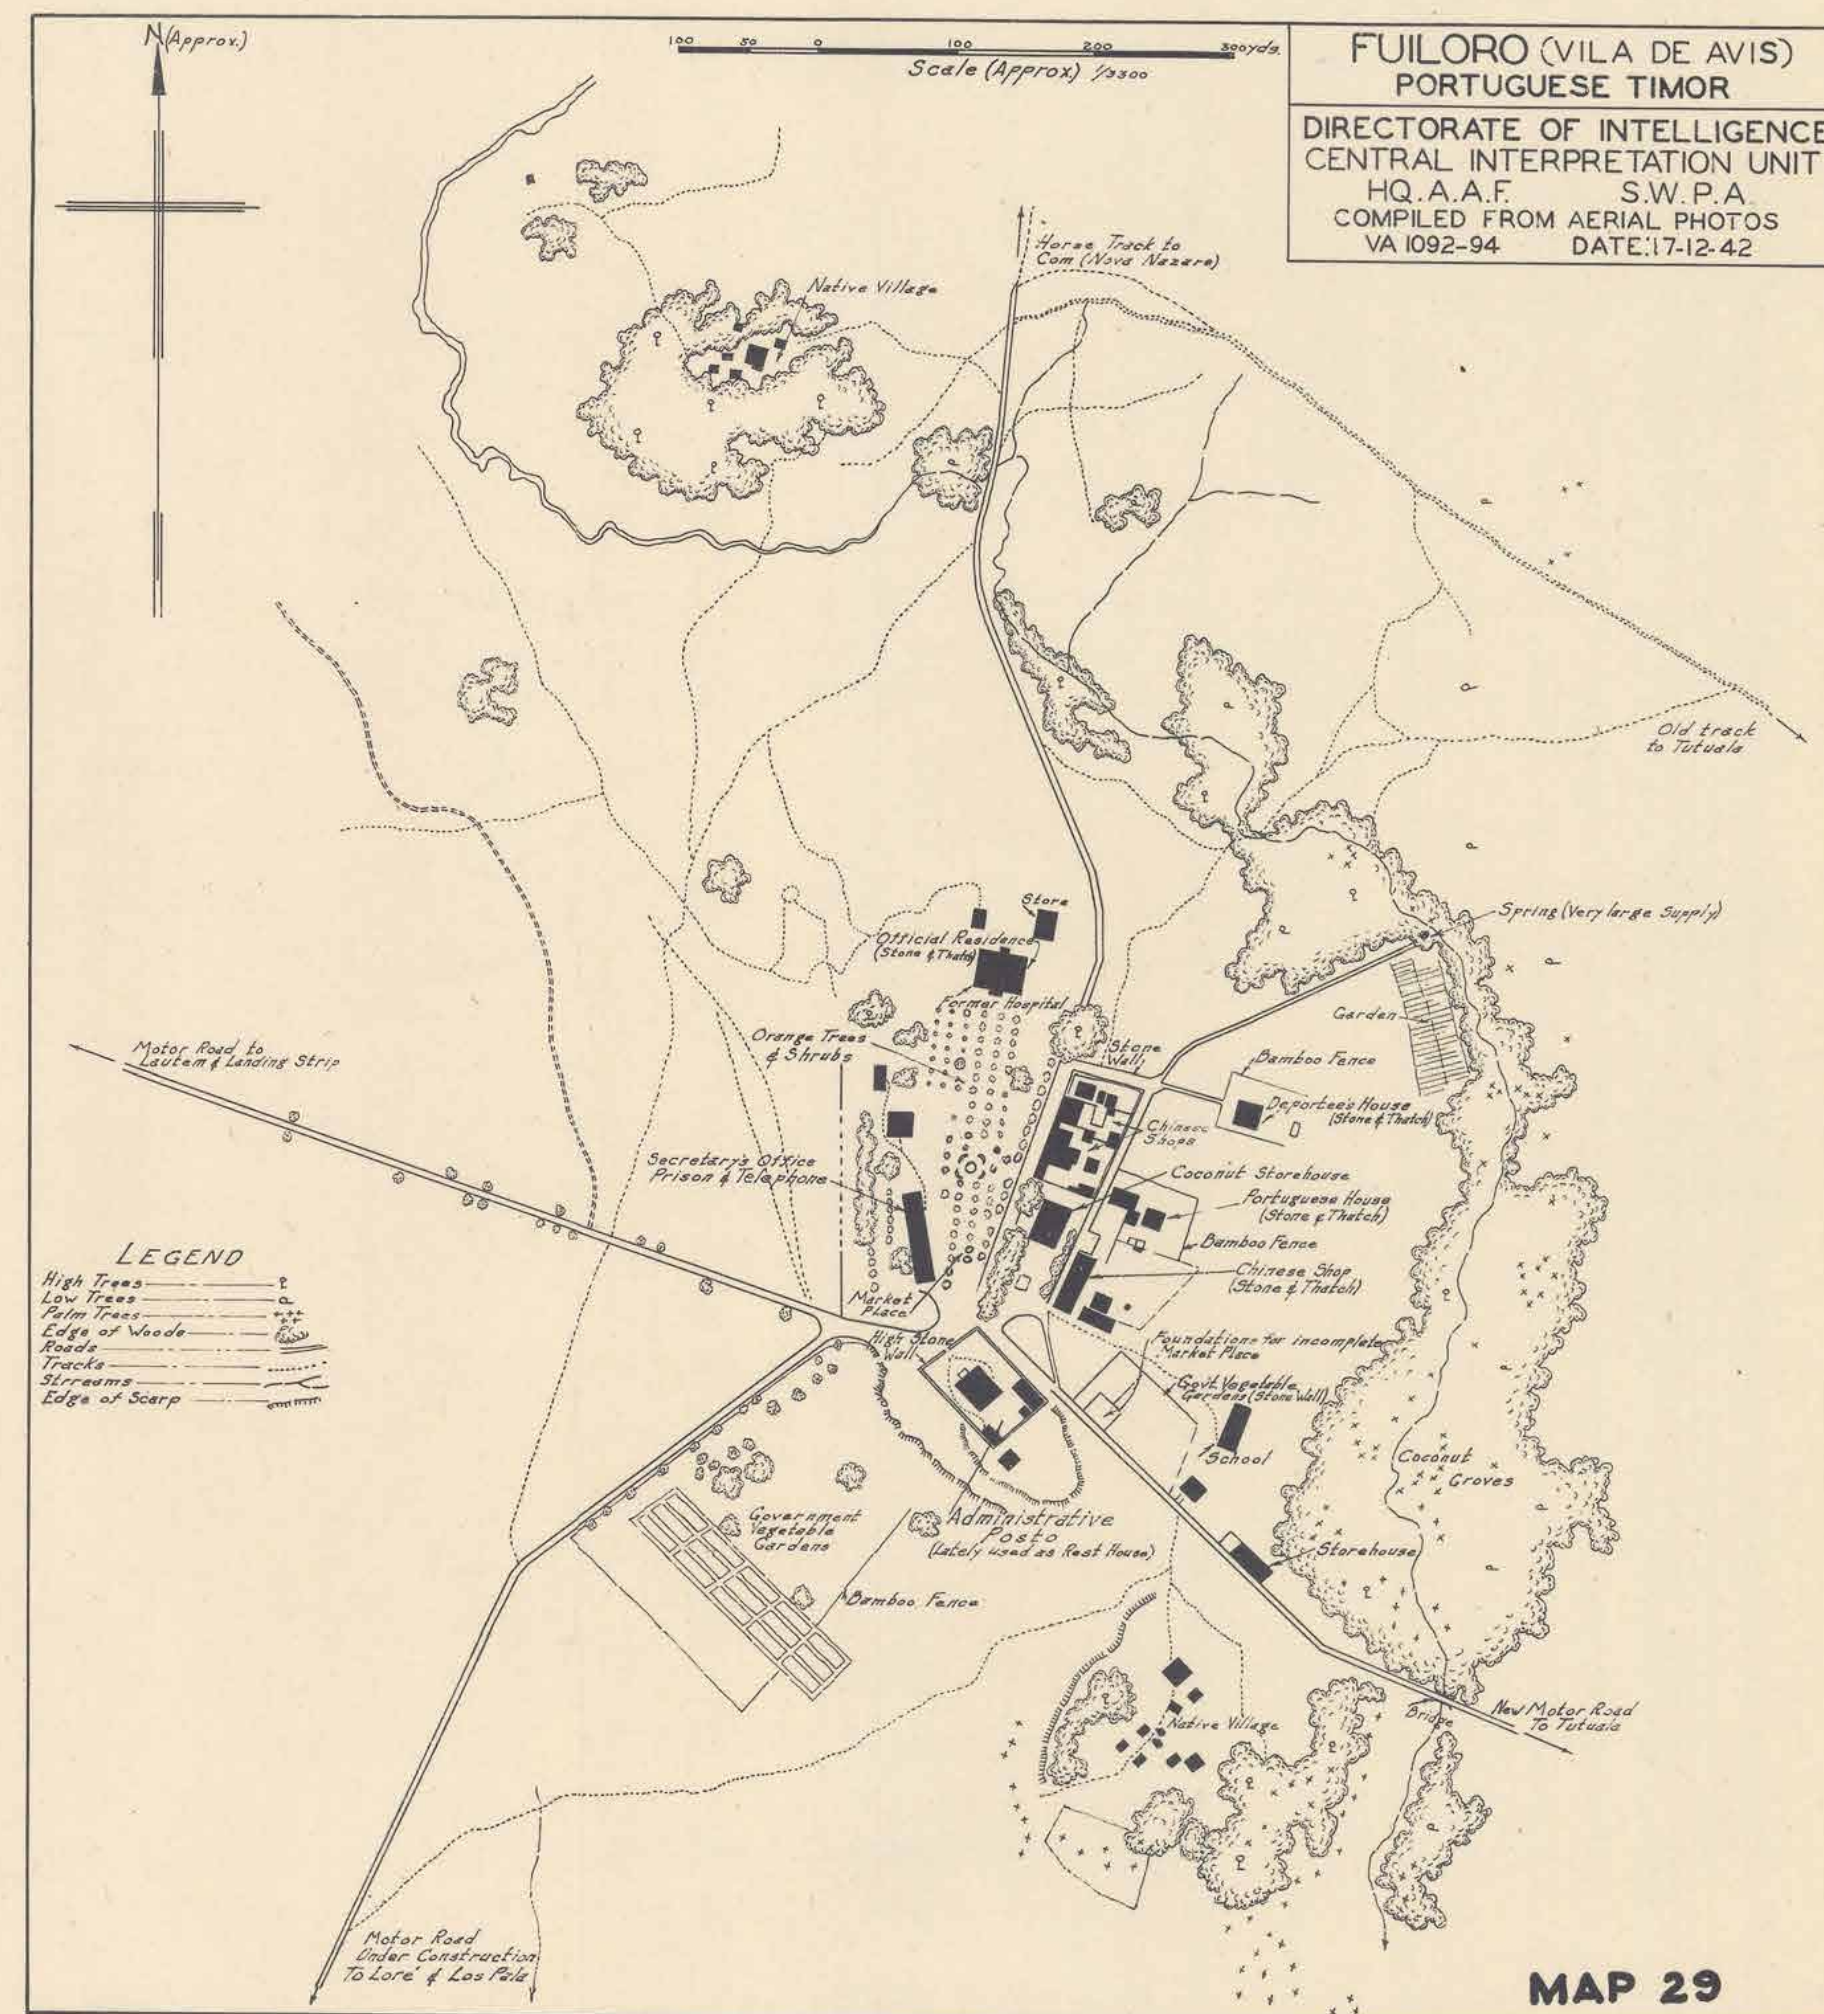 N (Approx.)
100 50 0 100 200 300yds.
Scale (Approx) 1/3300
FUILORO (VILA DE AVIS)
PORTUGUESE TIMOR
DIRECTORATE OF INTELLIGENCE
CENTRAL INTERPRETATION UNIT
HQ. A.A.F. S.W.P.A.
COMPILED FROM AERIAL PHOTOS
VA 1092-94 DATE: 17-12-42
Horse Track to
Com (Nova Nazare)
Native Village
Old track
to Tutuala
Store
Spring (Very large Supply)
Official Residence
(Stone & Thatch)
Former Hospital
Garden
Orange Trees
& Shrubs
Stone
Wall
Bamboo Fence
Motor Road to
Lautem & Landing Strip
Deportee's House
(Stone & Thatch)
Chinese
Shops
Secretary's Office
Prison & Telephone
Coconut Storehouse
Portuguese House
(Stone & Thatch)
Bamboo Fence
Chinese Shop
(Stone & Thatch)
Market
Place
High Stone
Wall
Foundations for incomplete
Market Place
Govt. Vegetable
Gardens (Stone Wall)
LEGEND
High Trees
Low Trees
Palm Trees
Edge of Woods
Roads
Tracks
Strreams
Edge of Scarp
School
Coconut
Groves
Government
Vegetable
Gardens
Administrative
Posto
(Lately used as Rest House)
Storehouse
Bamboo Fence
Native Village
Bridge
New Motor Road
To Tutuala
Motor Road
Under Construction
To Loré & Los Pala
MAP 29